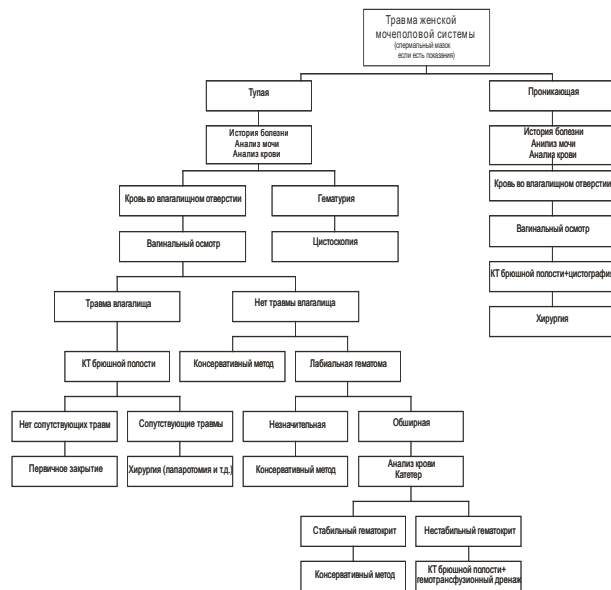 Травма женской
мочеполовой системы
(спермальный мазок
если есть показания)
Тупая
Проникающая
История болезни
Анализ мочи
Анализ крови
История болезни
Анилиз мочи
Анализ крови
Кровь во влагалищном отверстии
Гематурия
Кровь во влагалищном отверстии
Вагинальный осмотр
Цистоскопия
Вагинальный осмотр
КТ брюшной полости+цистография
Травма влагалища
Нет травмы влагалища
Хирургия
КТ брюшной полости
Консервативный метод
Лабиальная гематома
Нет сопутствующих травм
Сопутствующие травмы
Незначительная
Обширная
Первичное закрытие
Хирургия (лапаротомия и т.д.)
Консервативный метод
Анализ крови
Катетер
Стабильный гематокрит
Нестабильный гематокрит
Консервативный метод
КТ брюшной полости+
гемотрансфузионный дренаж